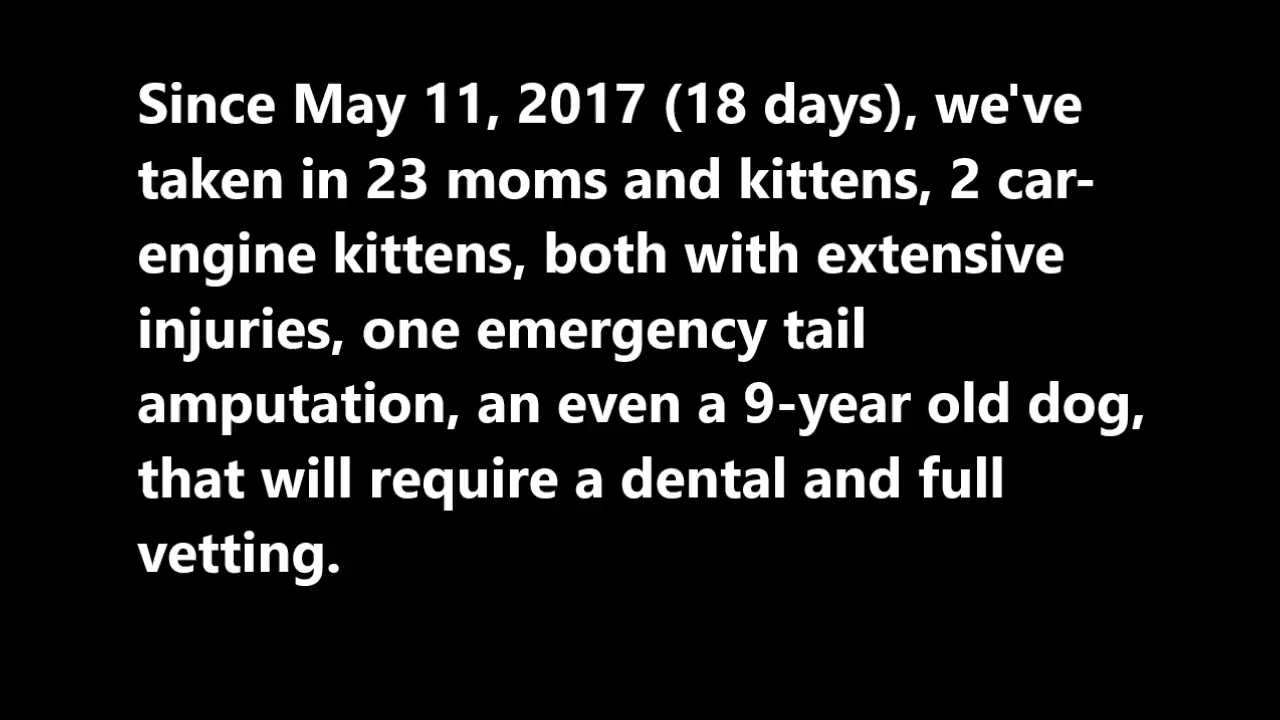 Since May 11, 2017 (18 days), we've
taken in 23 moms and kittens, 2 car-
engine kittens, both with extensive
injuries, one emergency tail
amputation, an even a 9-year old dog,
that will require a dental and full
vetting.